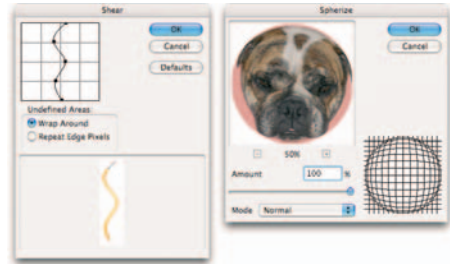 Shear
OK
Cancel
Defaults
Undefined Areas:
Wrap Around
Repeat Edge Pixels
Spherize
OK
Cancel
50%
Amount 100 %
Mode Normal